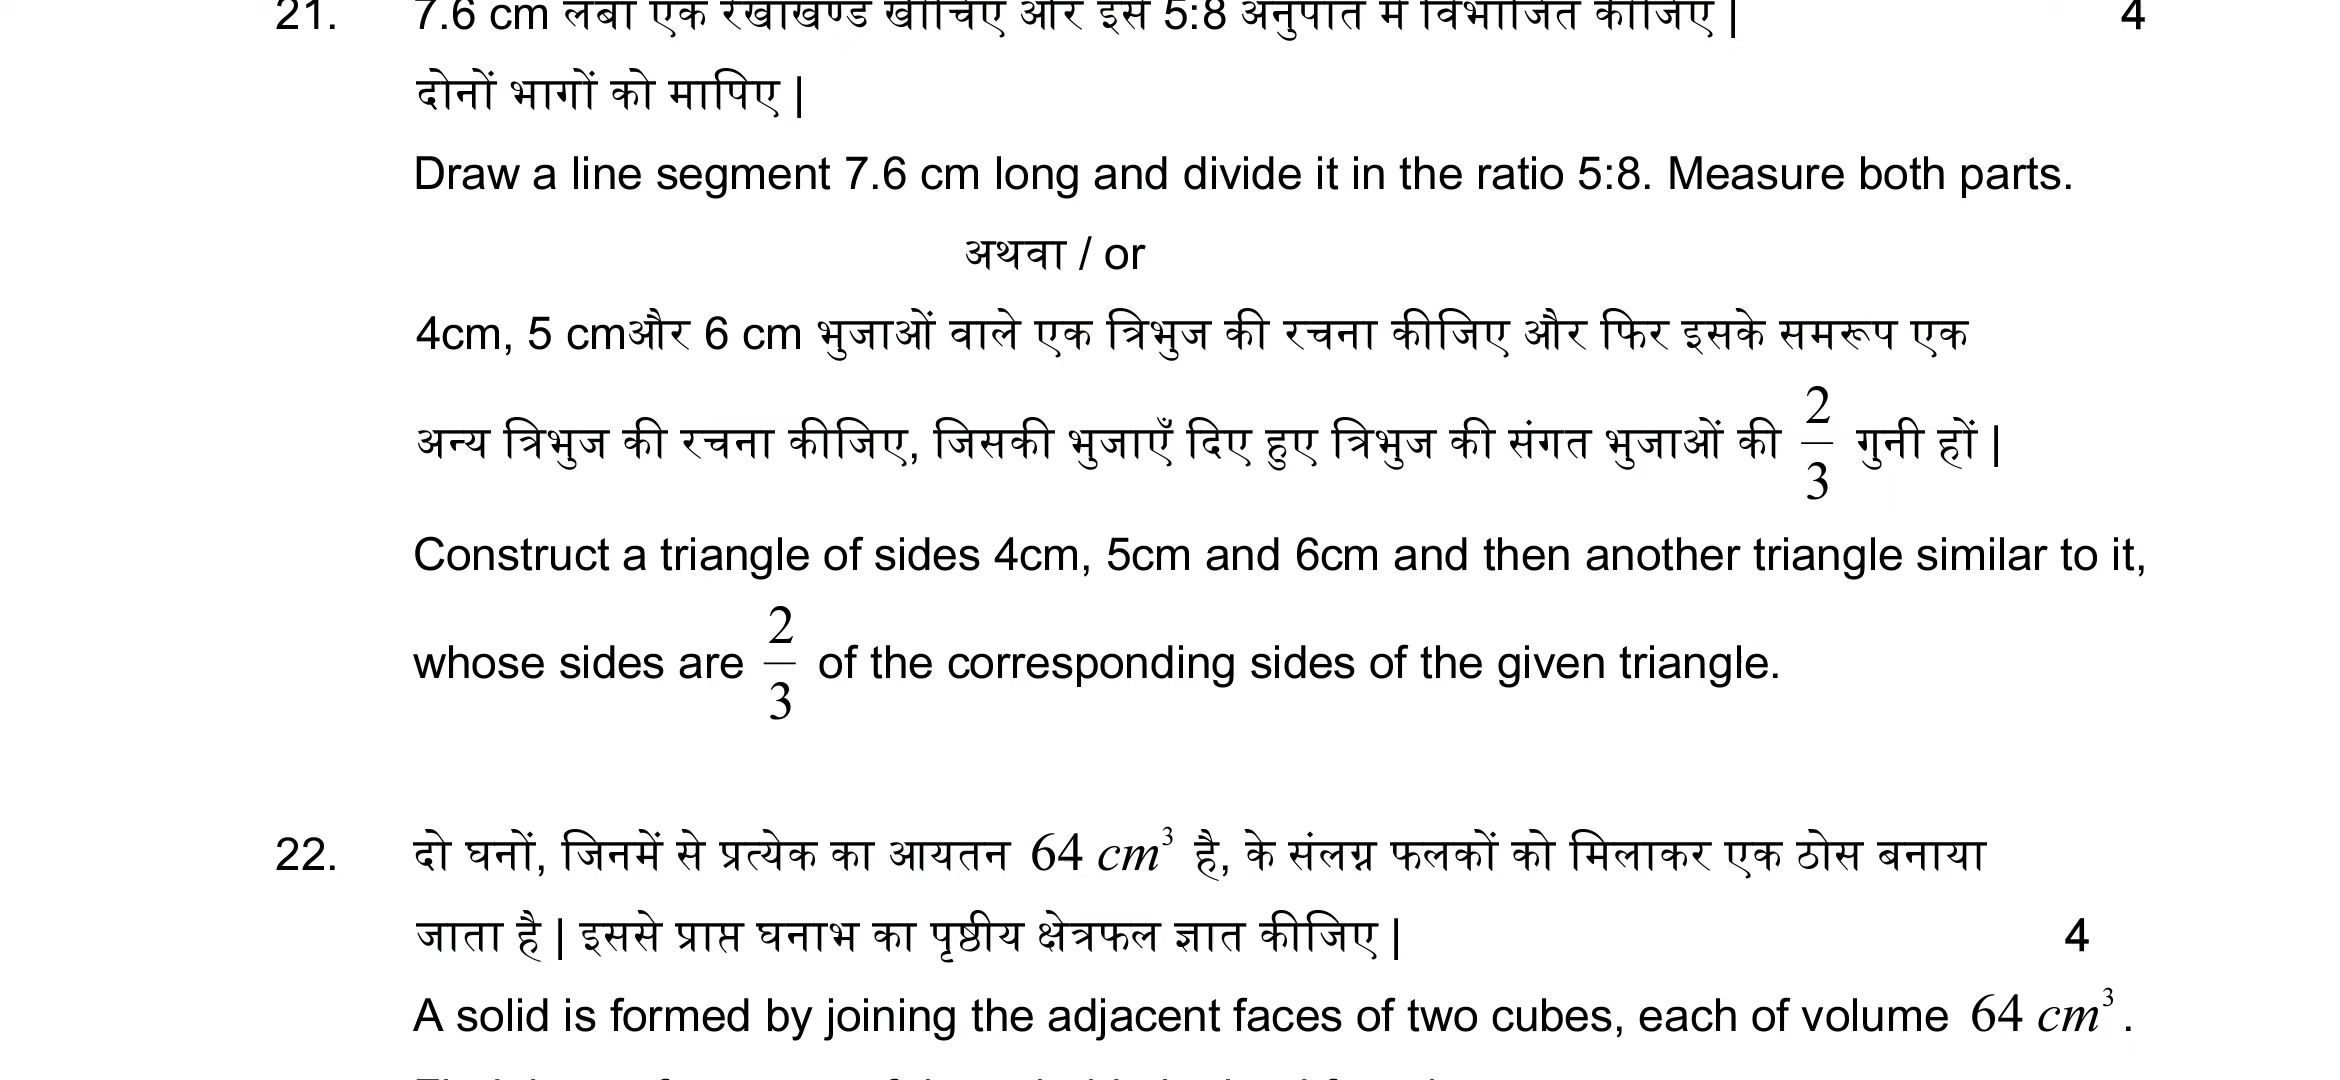 21. 7.6 cm लंबा एक रेखाखण्ड खींचिए और इसे 5:8 अनुपात में विभाजित कीजिए | 4
दोनों भागों को मापिए |
Draw a line segment 7.6 cm long and divide it in the ratio 5:8. Measure both parts.
अथवा / or
4cm, 5 cmऔर 6 cm भुजाओं वाले एक त्रिभुज की रचना कीजिए और फिर इसके समरूप एक
अन्य त्रिभुज की रचना कीजिए, जिसकी भुजाएँ दिए हुए त्रिभुज की संगत भुजाओं की 2/3 गुनी हों |
Construct a triangle of sides 4cm, 5cm and 6cm and then another triangle similar to it,
whose sides are 2/3 of the corresponding sides of the given triangle.
22. दो घनों, जिनमें से प्रत्येक का आयतन 64 cm³ है, के संलग्न फलकों को मिलाकर एक ठोस बनाया
जाता है | इससे प्राप्त घनाभ का पृष्ठीय क्षेत्रफल ज्ञात कीजिए | 4
A solid is formed by joining the adjacent faces of two cubes, each of volume 64 cm³.